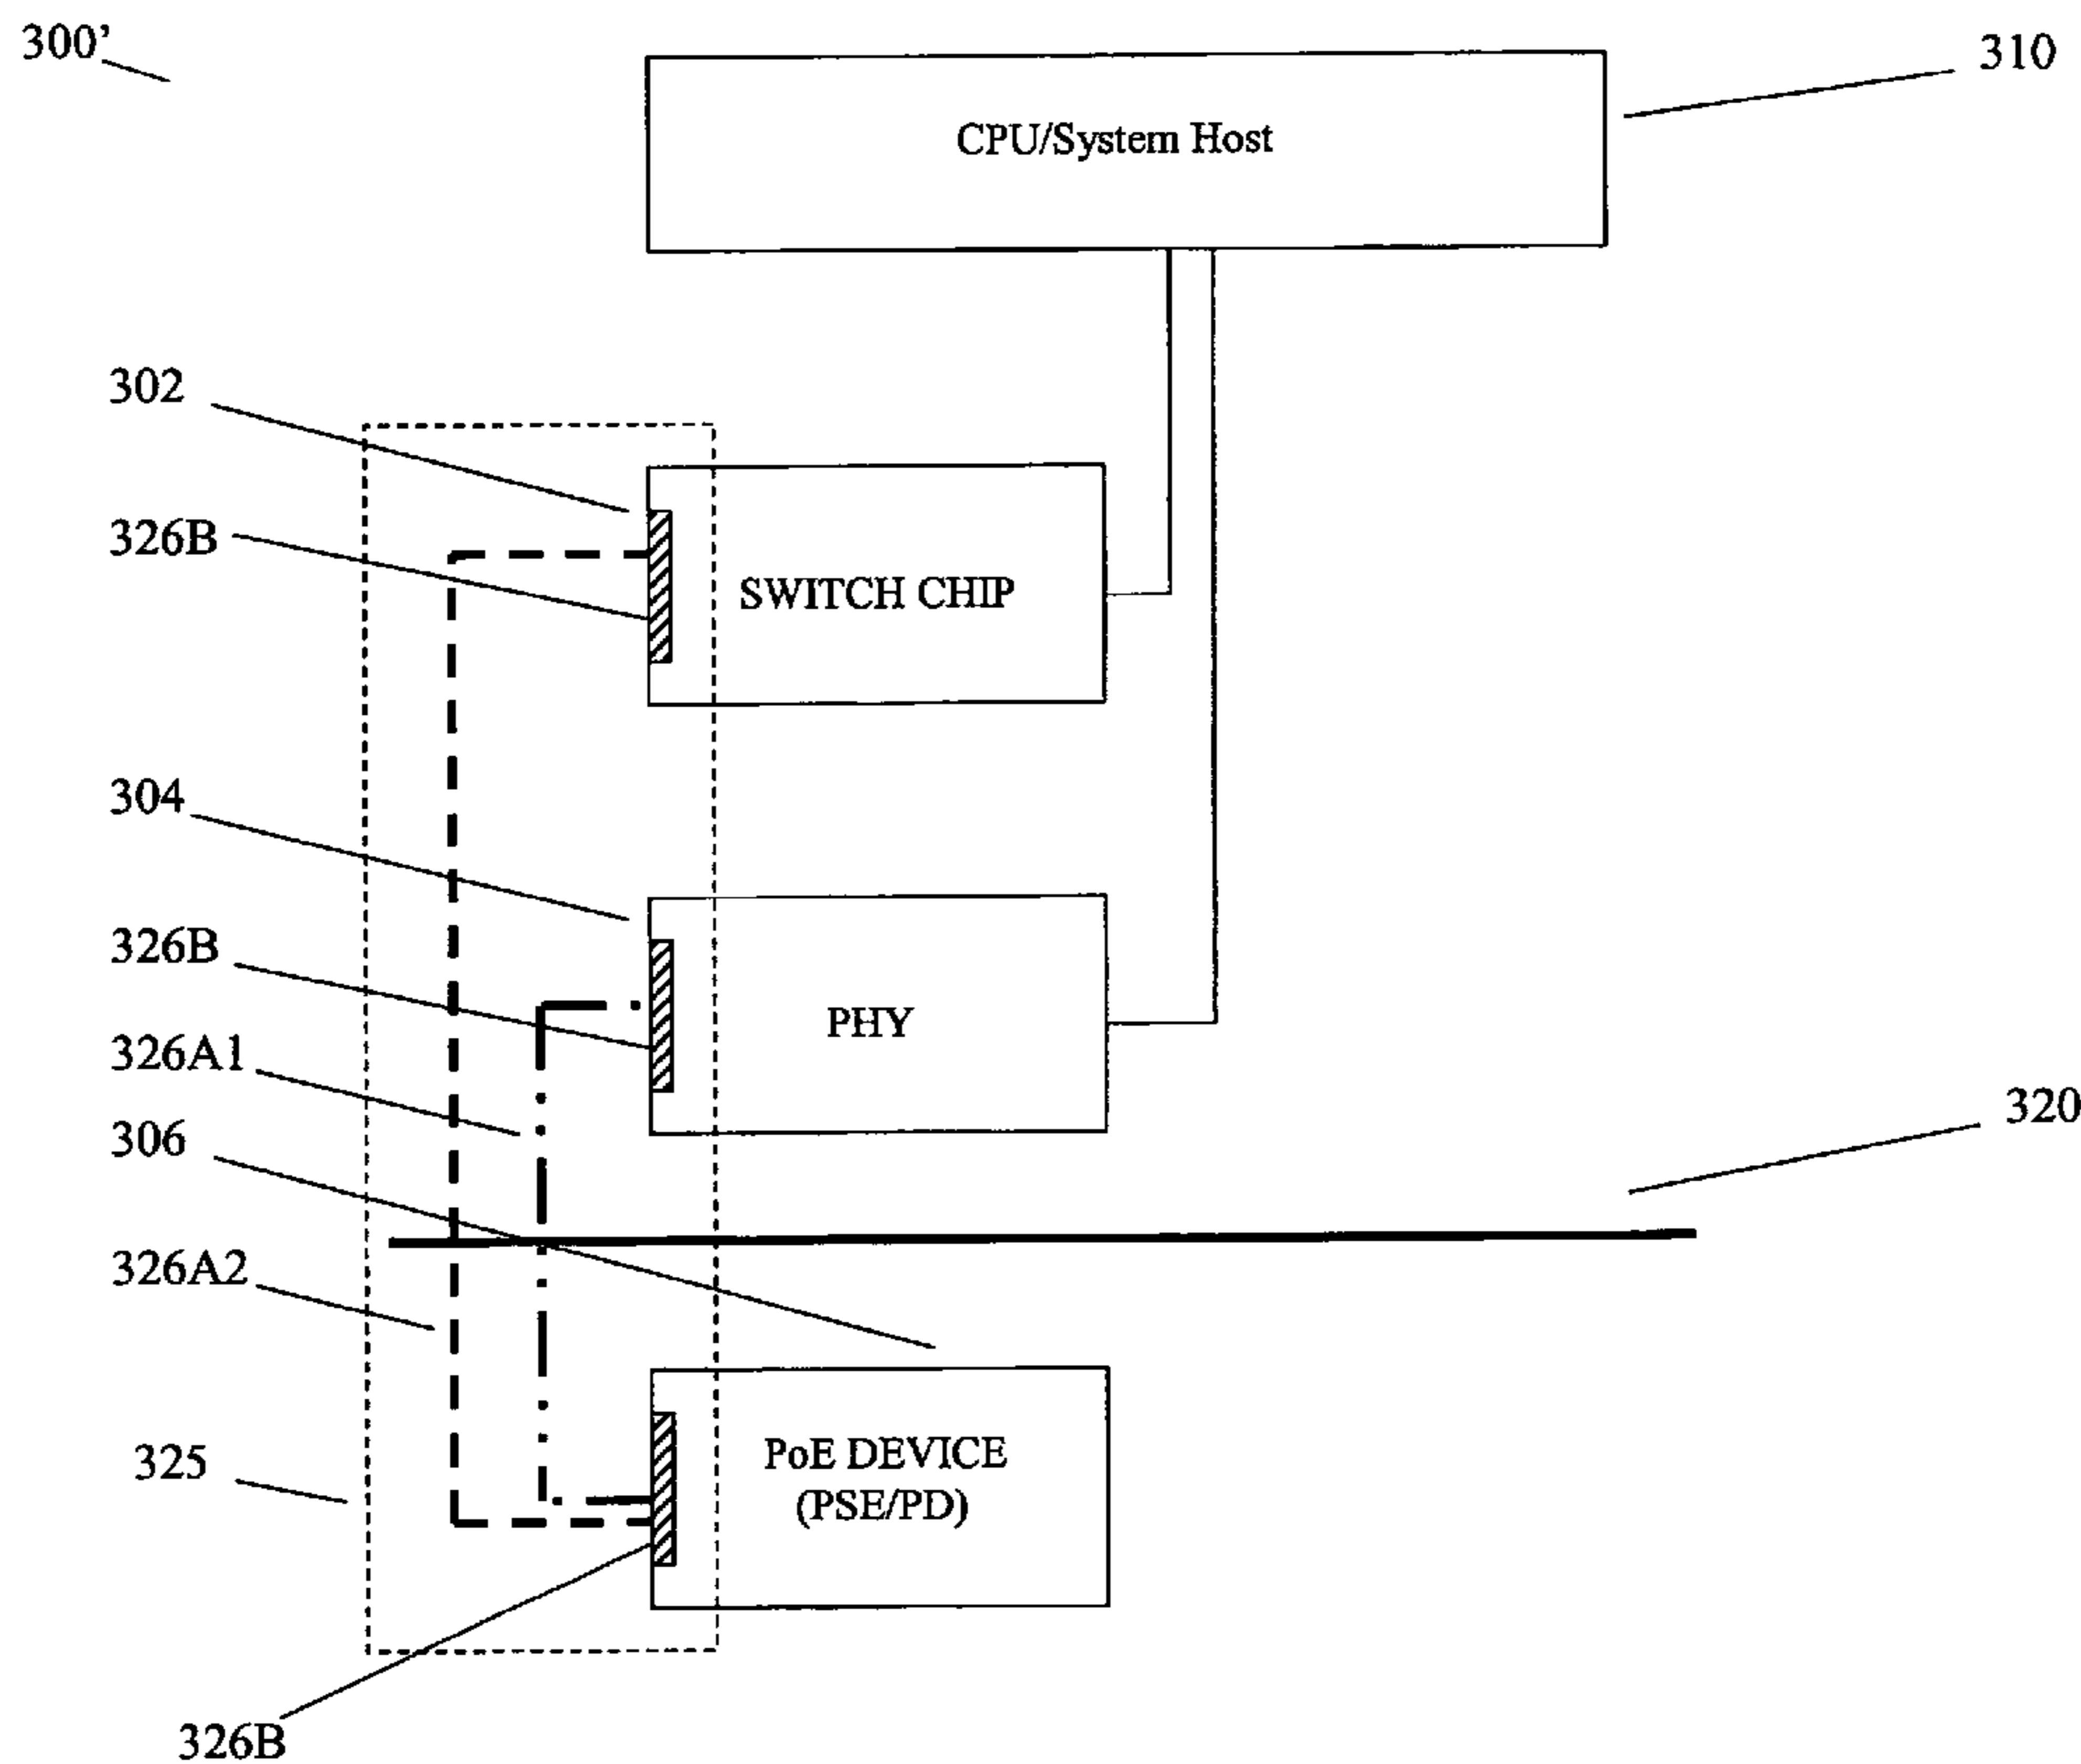 300’
310
CPU/System Host
302
326B
SWITCH CHIP
304
326B
PHY
326A1
320
306
326A2
325
PoE DEVICE
(PSE/PD)
326B